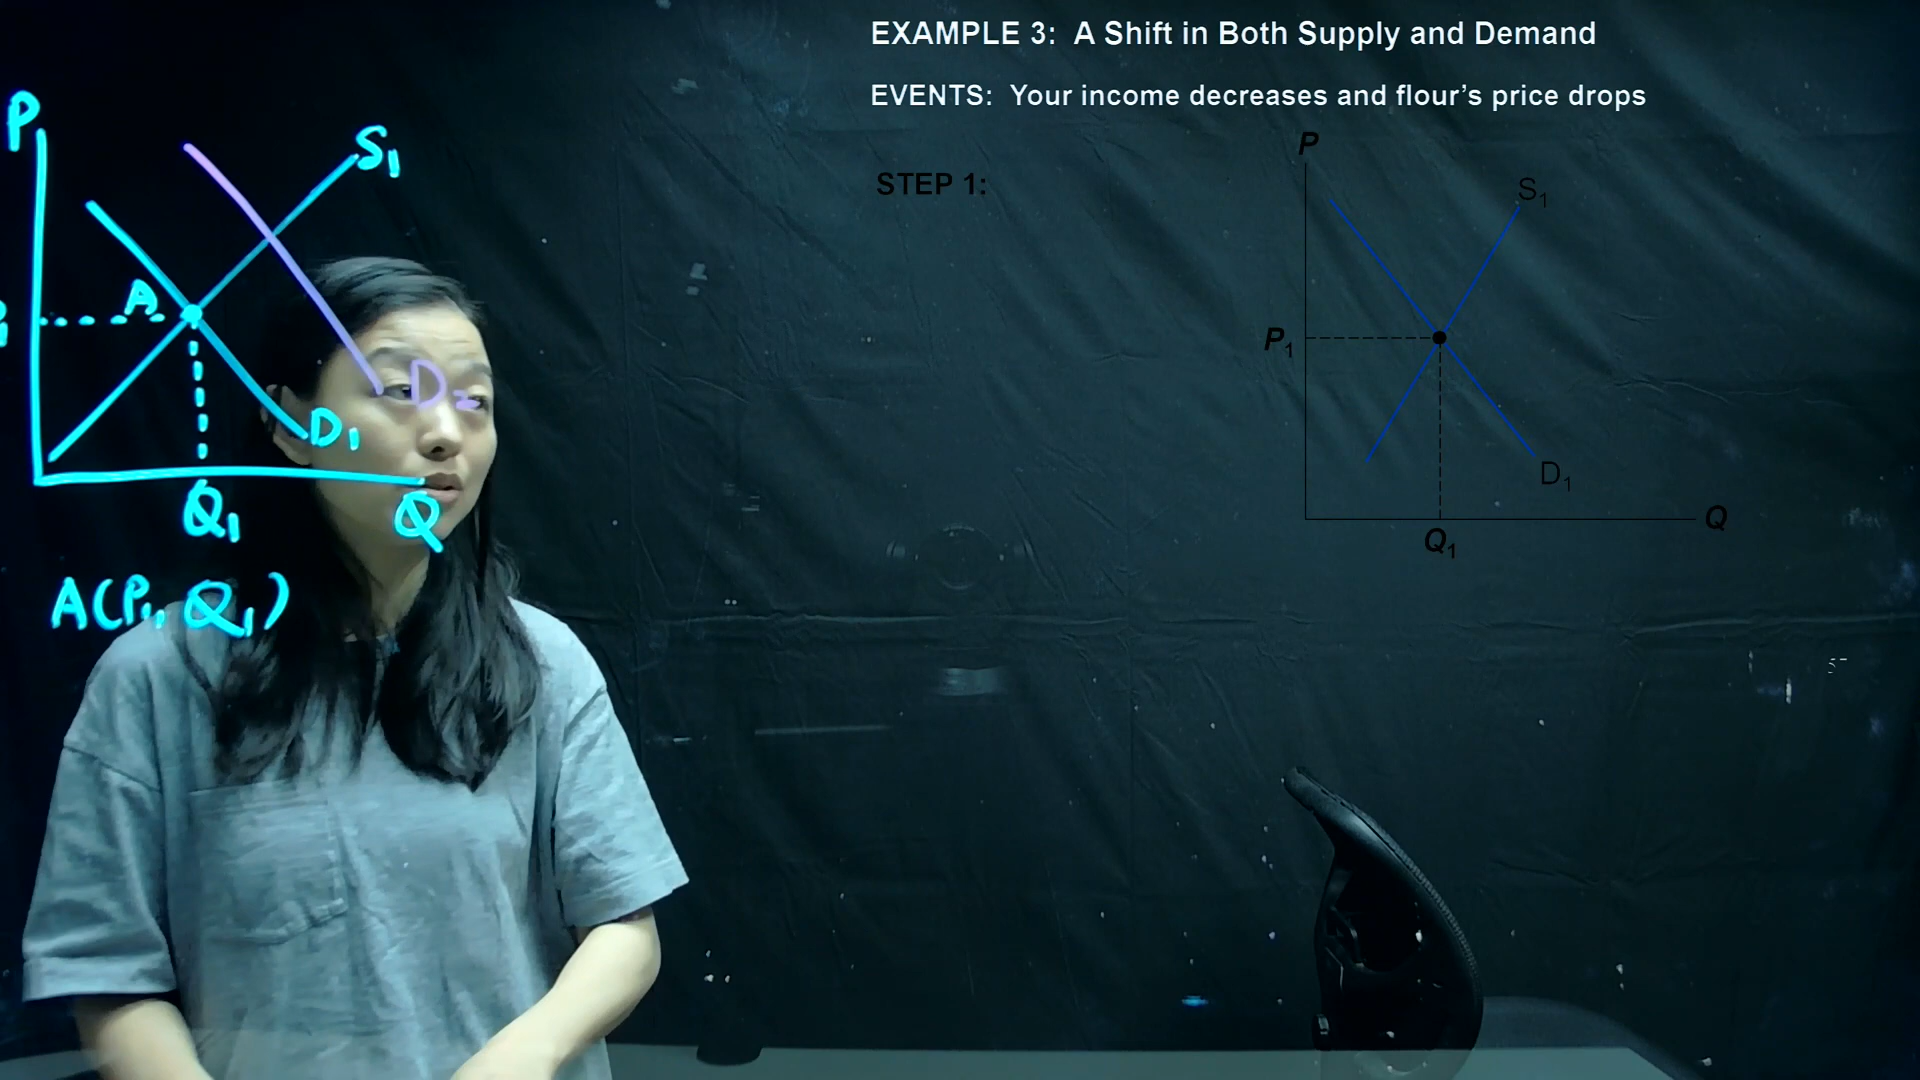 EXAMPLE 3: A Shift in Both Supply and Demand
EVENTS: Your income decreases and flour's price drops
STEP 1:
P
S1
P1
D1
Q
Q1
P
S1
A
D2
D1
Q1
Q
A(P1, Q1)